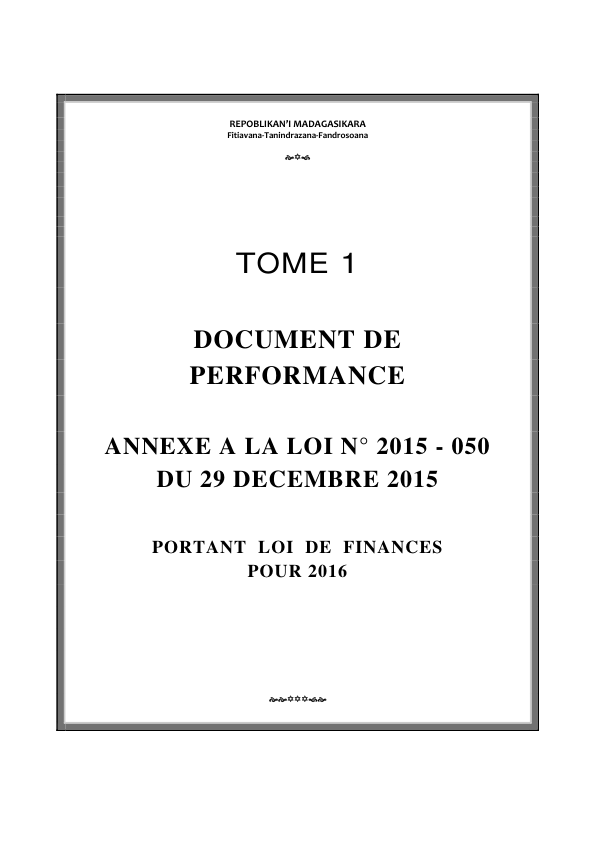 REPOBLIKAN'I MADAGASIKARA
Fitiavana-Tanindrazana-Fandrosoana
TOME 1
DOCUMENT DE
PERFORMANCE
ANNEXE A LA LOI N° 2015 - 050
DU 29 DECEMBRE 2015
PORTANT LOI DE FINANCES
POUR 2016